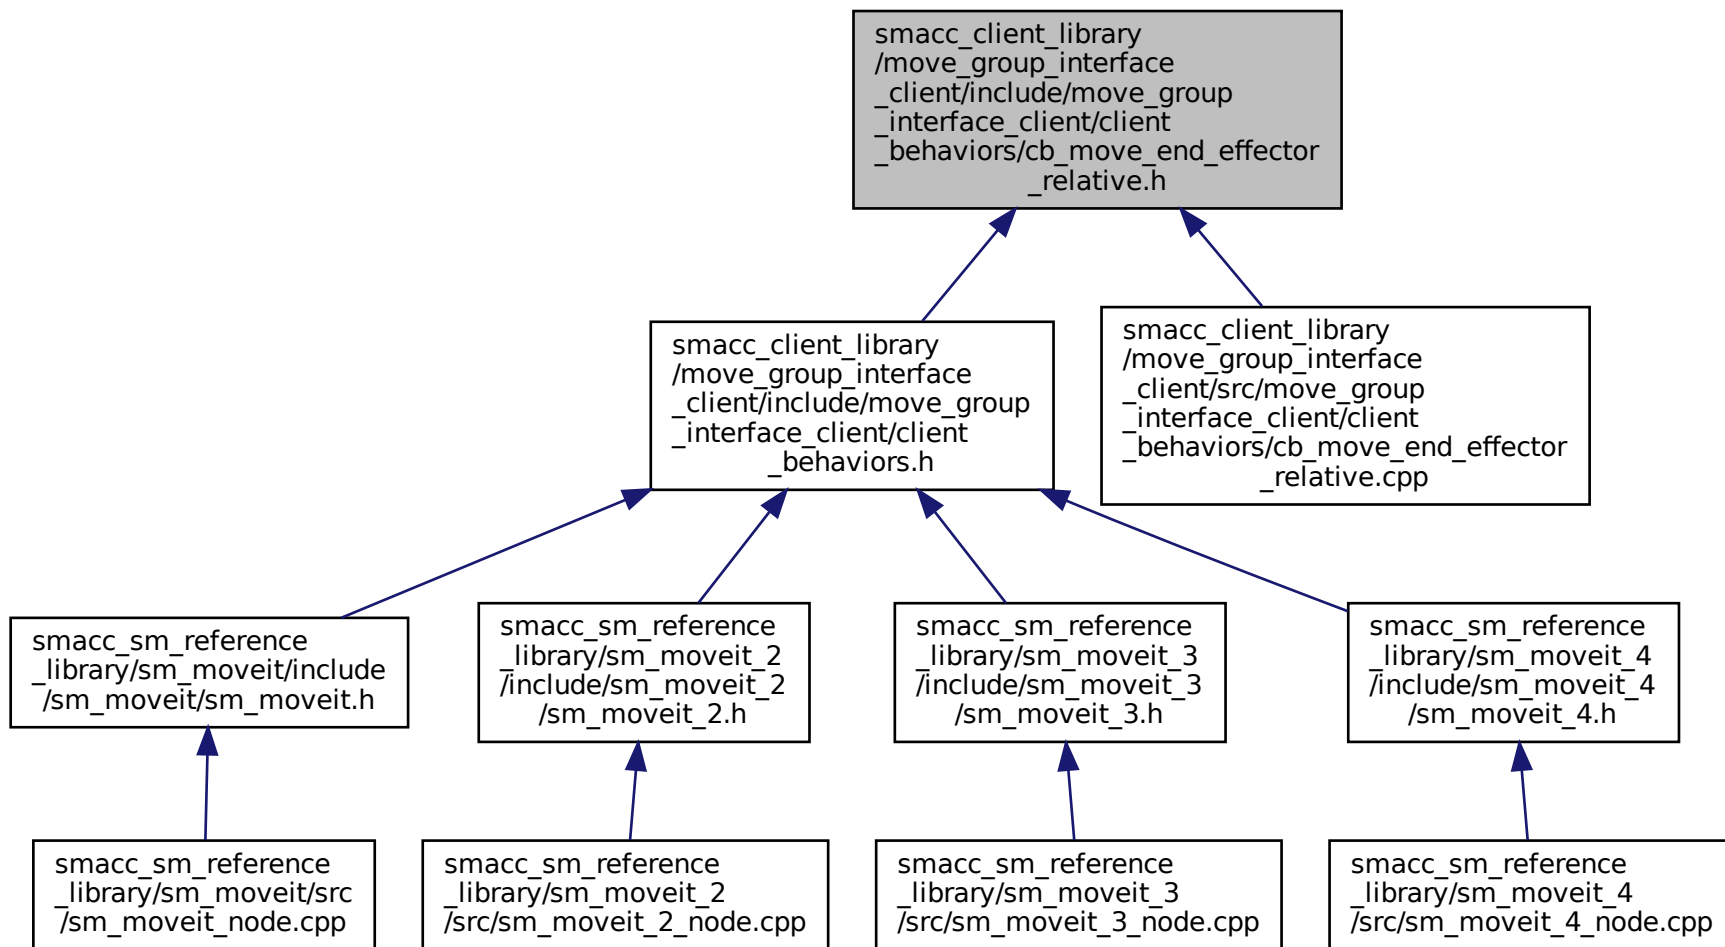 smacc_client_library
/move_group_interface
_client/include/move_group
_interface_client/client
_behaviors/cb_move_end_effector
_relative.h
smacc_client_library
/move_group_interface
_client/include/move_group
_interface_client/client
_behaviors.h
smacc_client_library
/move_group_interface
_client/src/move_group
_interface_client/client
_behaviors/cb_move_end_effector
_relative.cpp
smacc_sm_reference
_library/sm_moveit/include
/sm_moveit/sm_moveit.h
smacc_sm_reference
_library/sm_moveit_2
/include/sm_moveit_2
/sm_moveit_2.h
smacc_sm_reference
_library/sm_moveit_3
/include/sm_moveit_3
/sm_moveit_3.h
smacc_sm_reference
_library/sm_moveit_4
/include/sm_moveit_4
/sm_moveit_4.h
smacc_sm_reference
_library/sm_moveit/src
/sm_moveit_node.cpp
smacc_sm_reference
_library/sm_moveit_2
/src/sm_moveit_2_node.cpp
smacc_sm_reference
_library/sm_moveit_3
/src/sm_moveit_3_node.cpp
smacc_sm_reference
_library/sm_moveit_4
/src/sm_moveit_4_node.cpp